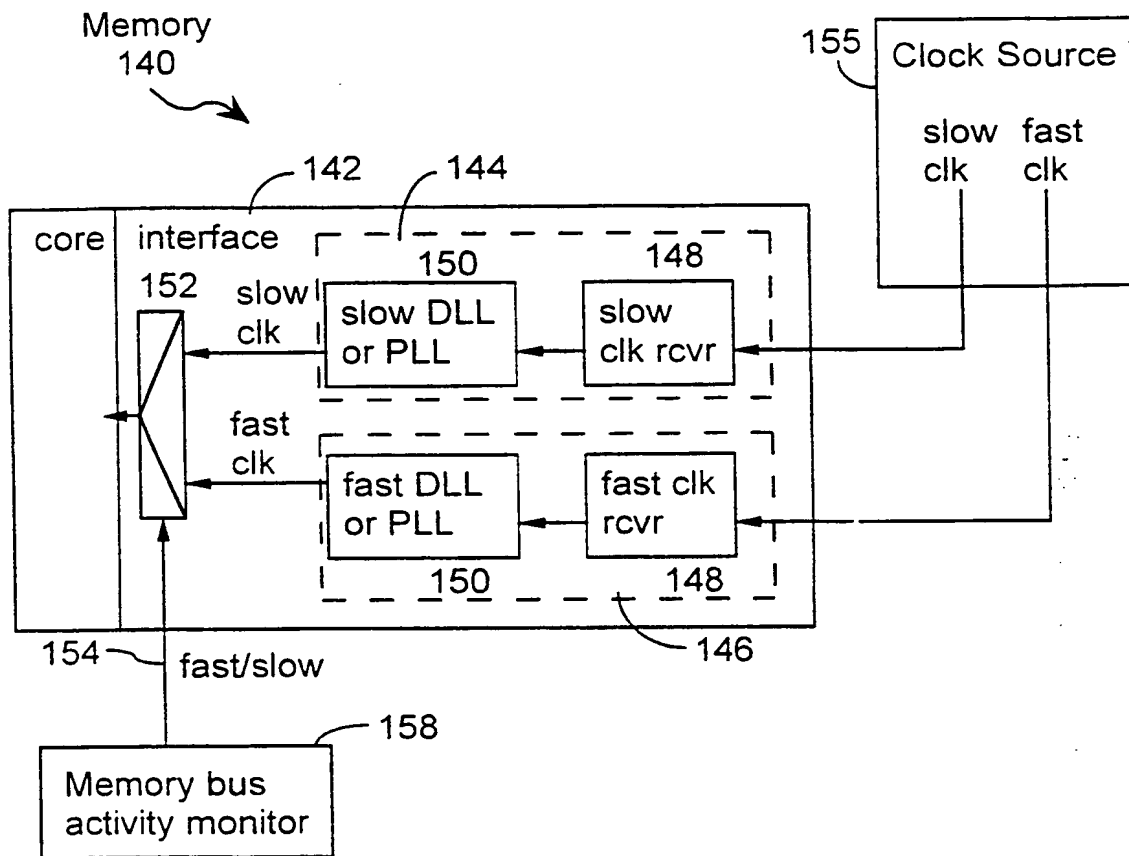 Memory
140
155
Clock Source
slow fast
clk clk
142
144
core
interface
150
148
152
slow
clk
slow DLL
or PLL
slow
clk rcvr
fast
clk
fast DLL
or PLL
fast clk
rcvr
150
148
154
fast/slow
146
158
Memory bus
activity monitor